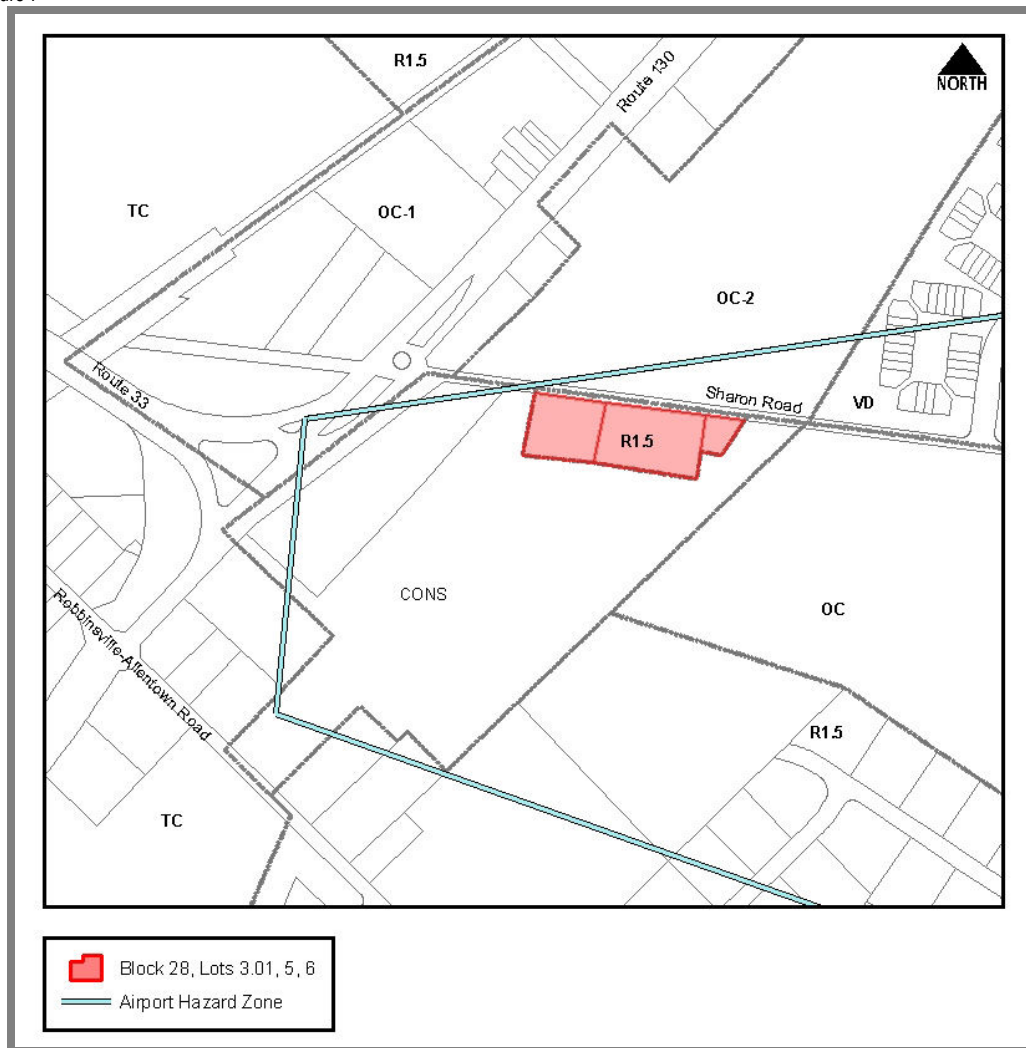 R1.5
Route 130
NORTH
TC
OC-1
OC-2
Route 33
Sharon Road
VD
R1.5
CONS
OC
Robbinsville-Allentown Road
R1.5
TC
Block 28, Lots 3.01, 5, 6
Airport Hazard Zone